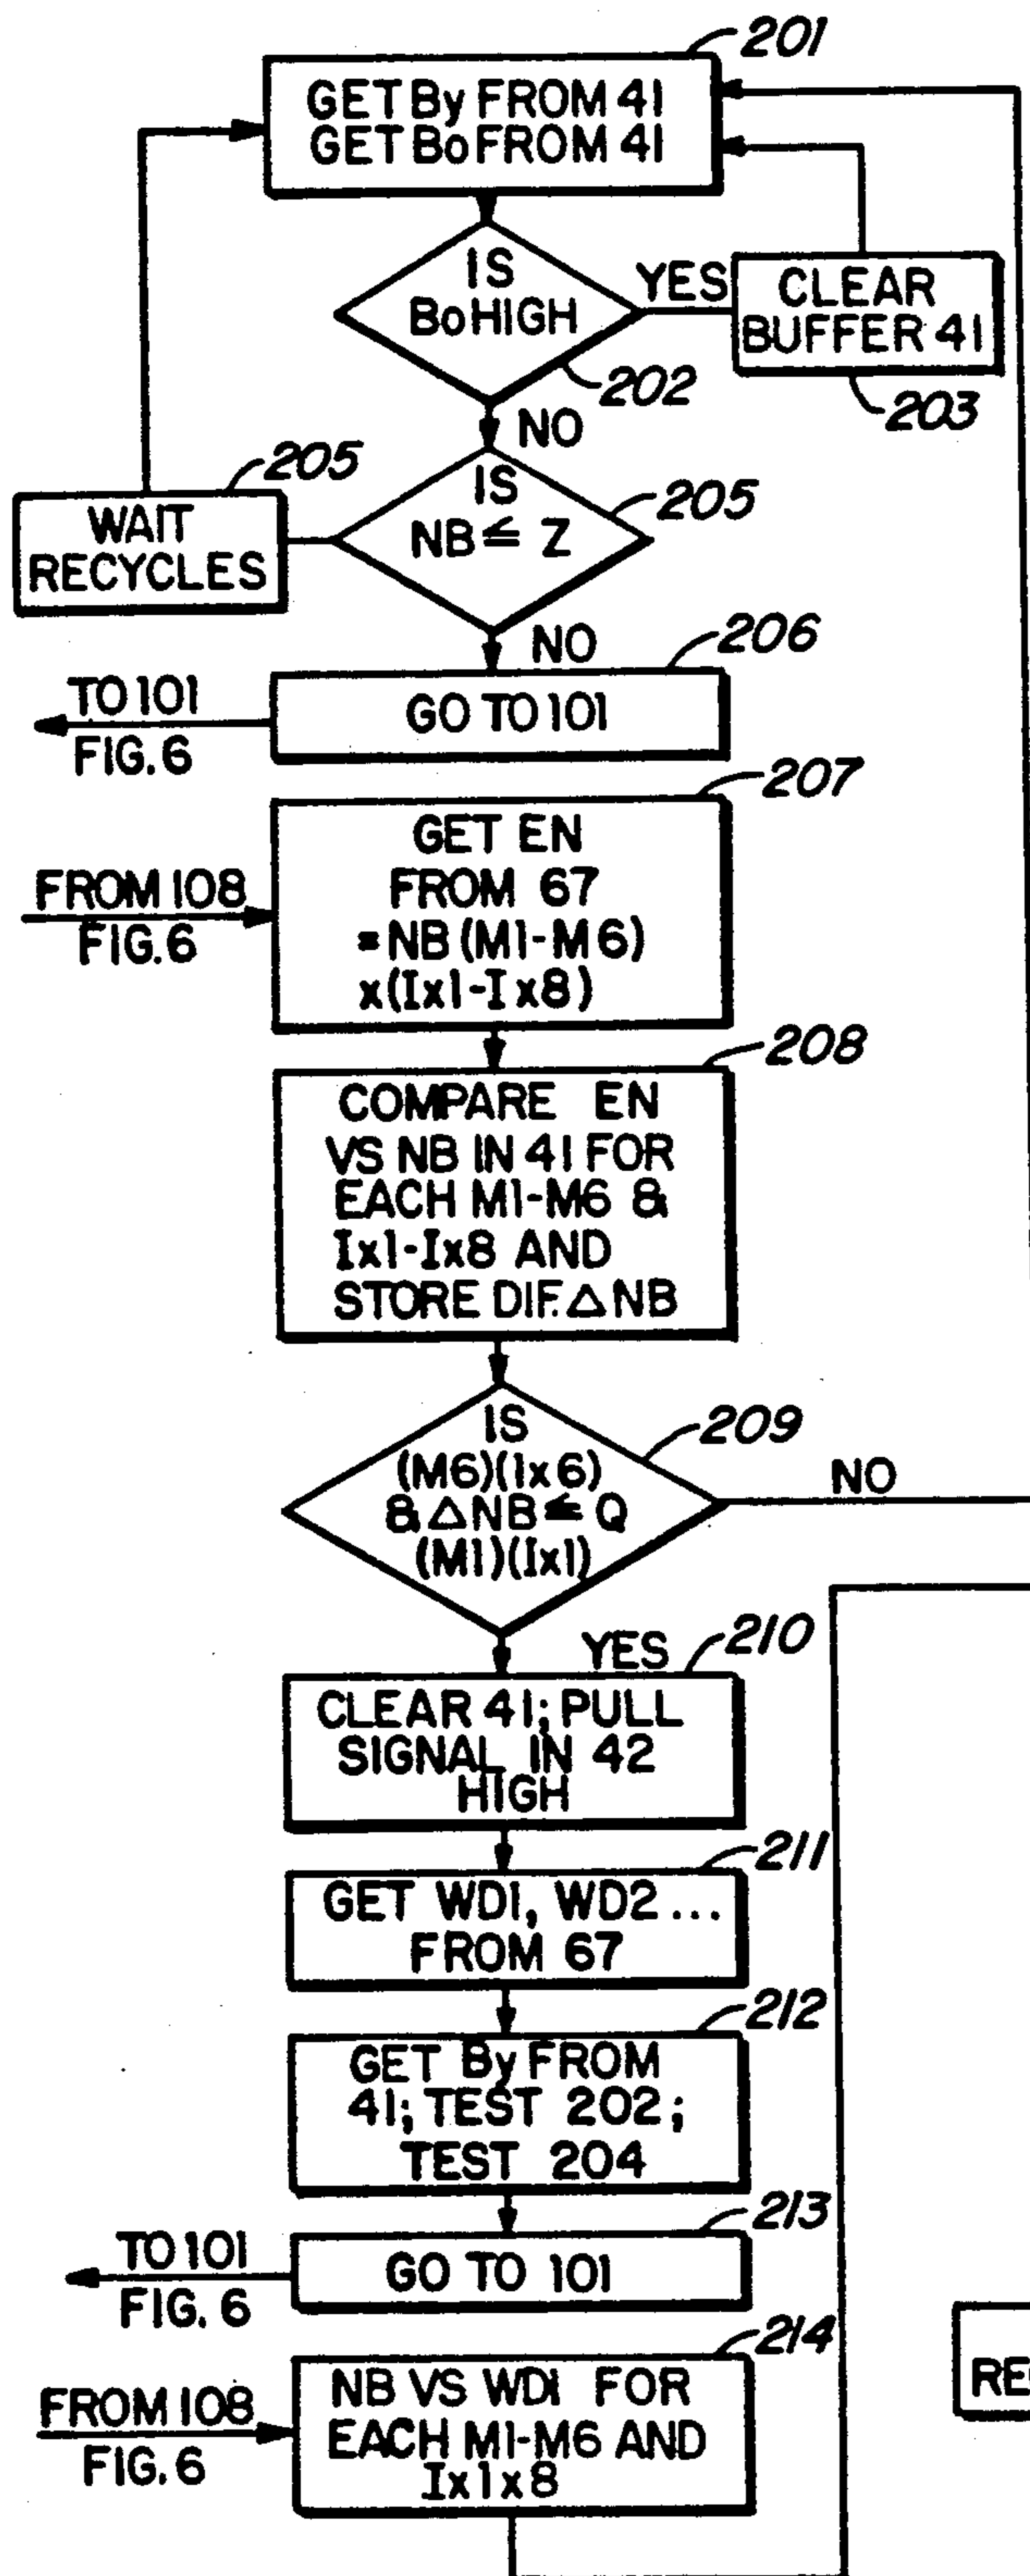 201
GET By FROM 41
GET Bo FROM 41
IS
Bo HIGH
YES
CLEAR
BUFFER 41
202
203
NO
205
WAIT
RECYCLES
IS
NB ≦ Z
205
NO
206
TO 101
FIG. 6
GO TO 101
207
FROM 108
FIG. 6
GET EN
FROM 67
=NB (M1-M6)
x(Ix1-Ix8)
208
COMPARE EN
VS NB IN 41 FOR
EACH M1-M6 &
Ix1-Ix8 AND
STORE DIF. △NB
209
IS
(M6)(Ix6)
& △NB ≦ Q
(M1)(Ix1)
NO
YES
210
CLEAR 41; PULL
SIGNAL IN 42
HIGH
211
GET WD1, WD2...
FROM 67
212
GET By FROM
41; TEST 202;
TEST 204
213
TO 101
FIG. 6
GO TO 101
214
FROM 108
FIG. 6
NB VS WD1 FOR
EACH M1-M6 AND
Ix1x8